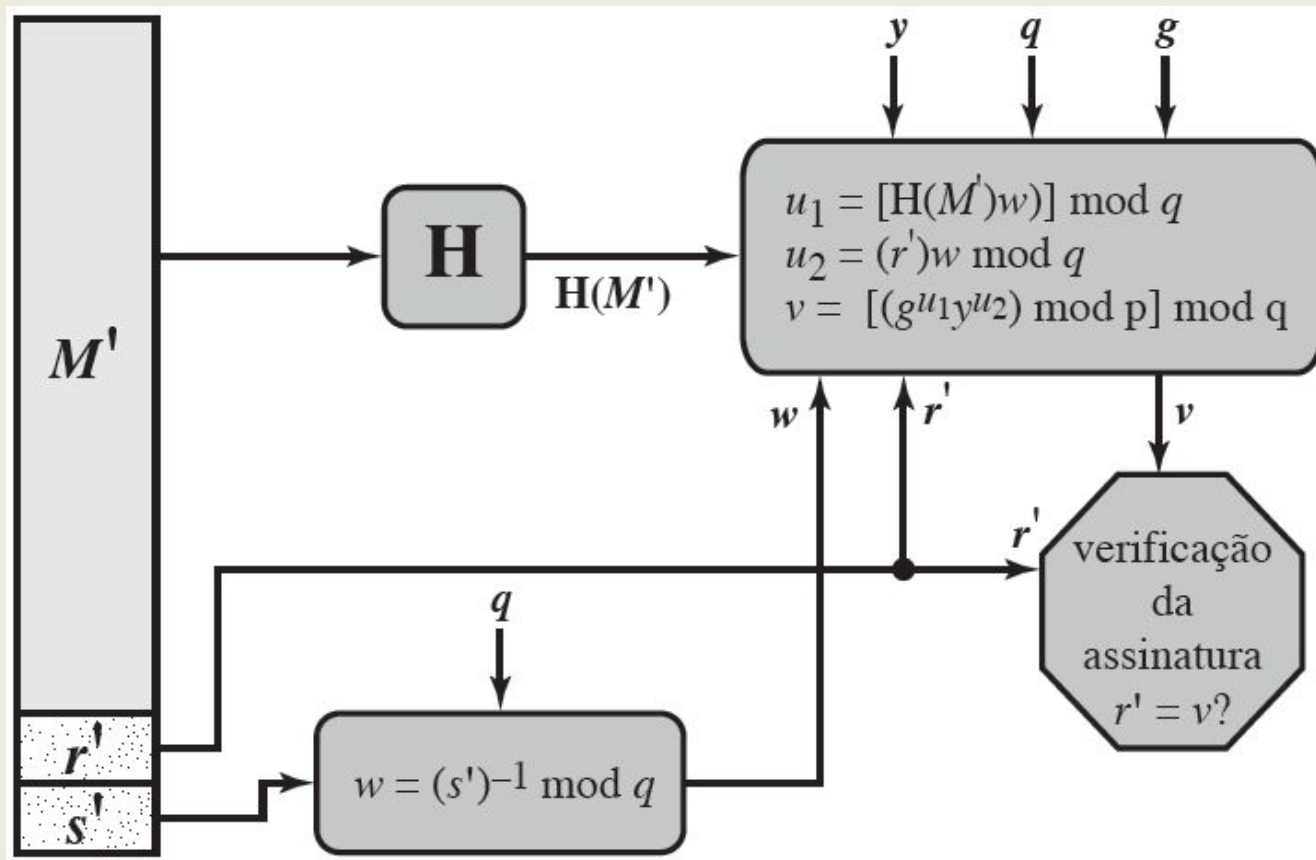 y q g
u1 = [H(M')w)] mod q
u2 = (r')w mod q
v = [(g^u1 y^u2) mod p] mod q
H
H(M')
M'
w r' v
r'
verificação
da
assinatura
r' = v?
q
r'
w = (s')–1 mod q
s'